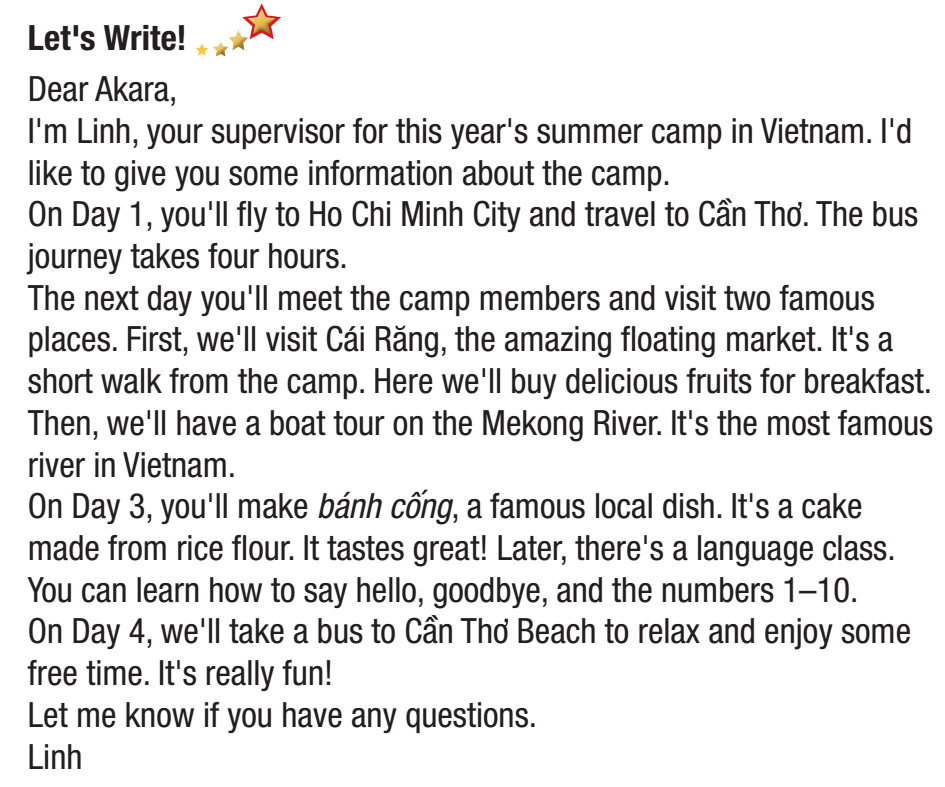 Let's Write!
Dear Akara,
I'm Linh, your supervisor for this year's summer camp in Vietnam. I'd
like to give you some information about the camp.
On Day 1, you'll fly to Ho Chi Minh City and travel to Cần Thơ. The bus
journey takes four hours.
The next day you'll meet the camp members and visit two famous
places. First, we'll visit Cái Răng, the amazing floating market. It's a
short walk from the camp. Here we'll buy delicious fruits for breakfast.
Then, we'll have a boat tour on the Mekong River. It's the most famous
river in Vietnam.
On Day 3, you'll make bánh cống, a famous local dish. It's a cake
made from rice flour. It tastes great! Later, there's a language class.
You can learn how to say hello, goodbye, and the numbers 1–10.
On Day 4, we'll take a bus to Cần Thơ Beach to relax and enjoy some
free time. It's really fun!
Let me know if you have any questions.
Linh